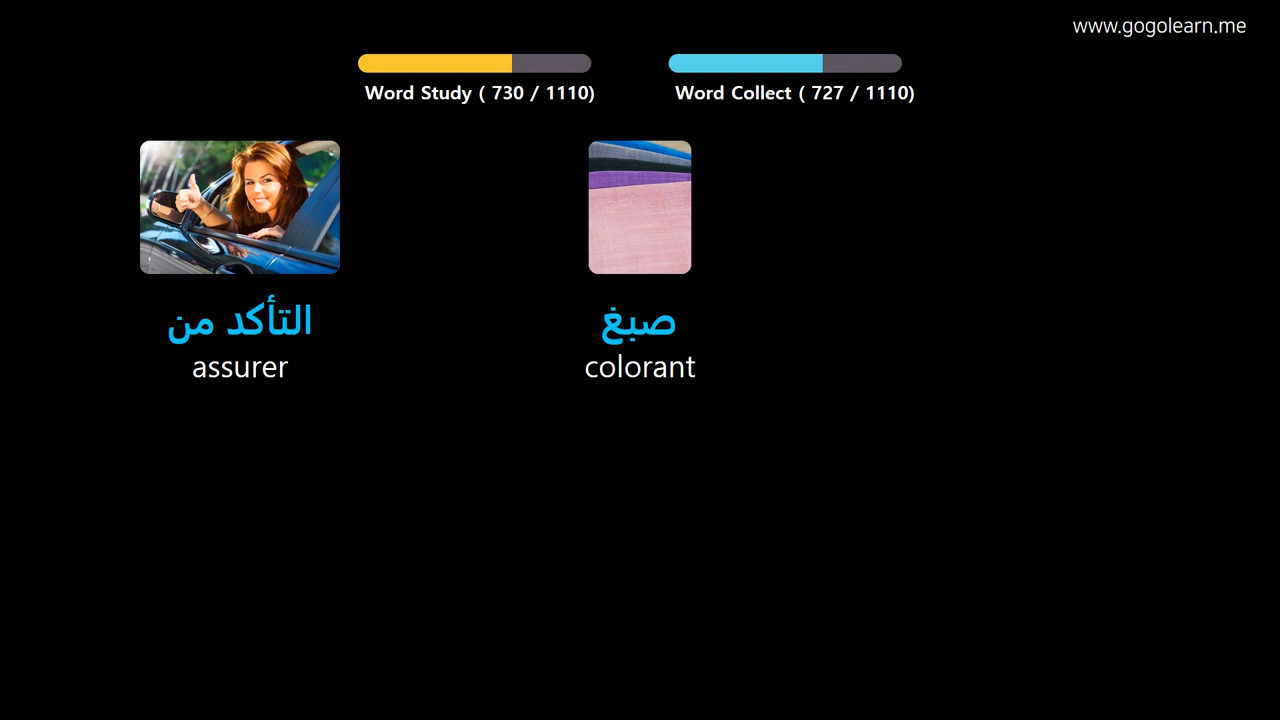 www.gogolearn.me
Word Study ( 730 / 1110)
Word Collect ( 727 / 1110)
التأكد من
assurer
صبغ
colorant